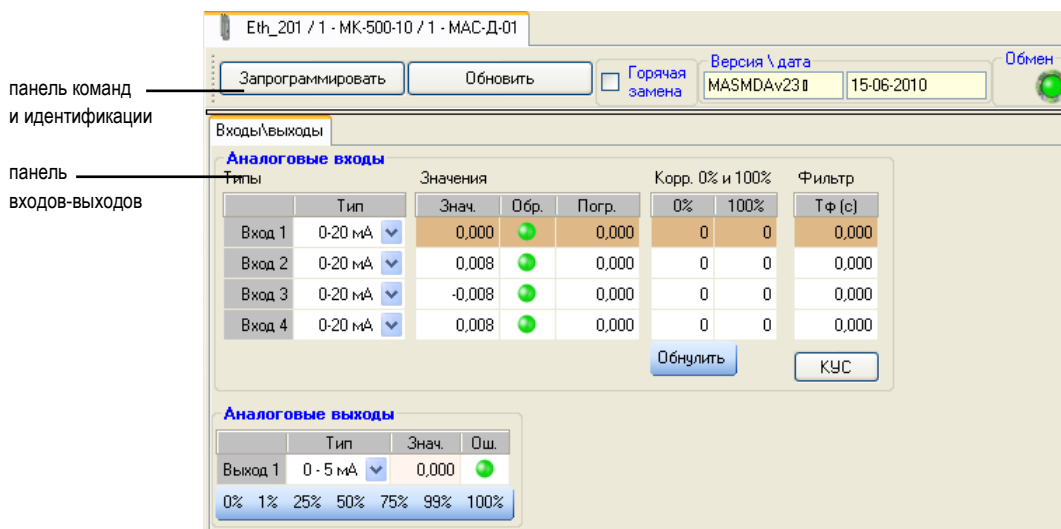 Eth_201 / 1 - МК-500-10 / 1 - МАС-Д-01
Запрограммировать
Обновить
Горячая
замена
Версия \ дата
MASMDAv23
15-06-2010
Обмен
панель команд
и идентификации
Входы\выходы
панель
входов-выходов
Аналоговые входы
Типы Значения Корр. 0% и 100% Фильтр
Тип Знач. Обр. Погр. 0% 100% Тф (с)
Вход 1 0-20 мА 0,000 0,000 0 0 0,000
Вход 2 0-20 мА 0,008 0,000 0 0 0,000
Вход 3 0-20 мА -0,008 0,000 0 0 0,000
Вход 4 0-20 мА 0,008 0,000 0 0 0,000
Обнулить
КУС
Аналоговые выходы
Тип Знач. Ош.
Выход 1 0 - 5 мА 0,000
0% 1% 25% 50% 75% 99% 100%